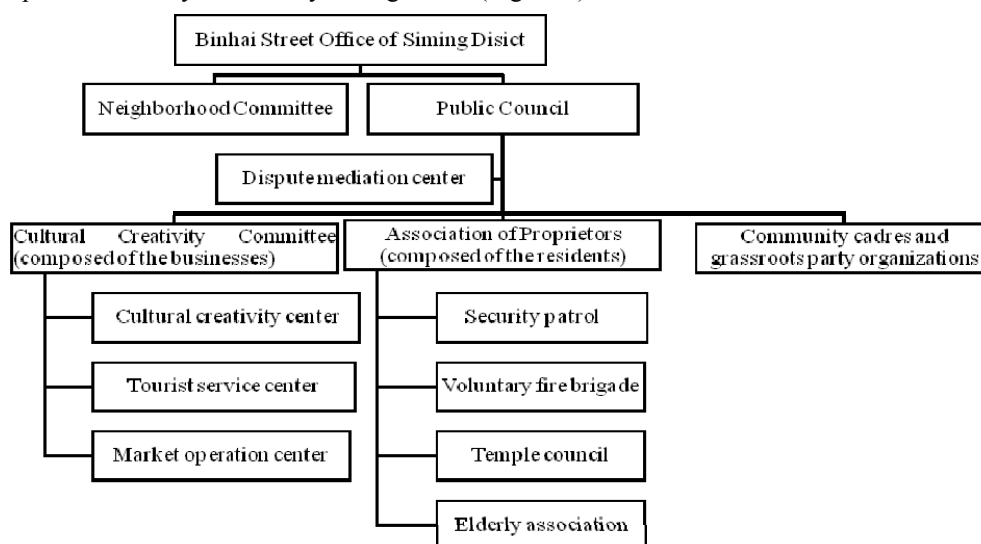 Binhai Street Office of Siming Disict
Neighborhood Committee
Public Council
Dispute mediation center
Cultural Creativity Committee
(composed of the businesses)
Association of Proprietors
(composed of the residents)
Community cadres and
grassroots party organizations
Cultural creativity center
Tourist service center
Market operation center
Security patrol
Voluntary fire brigade
Temple council
Elderly association